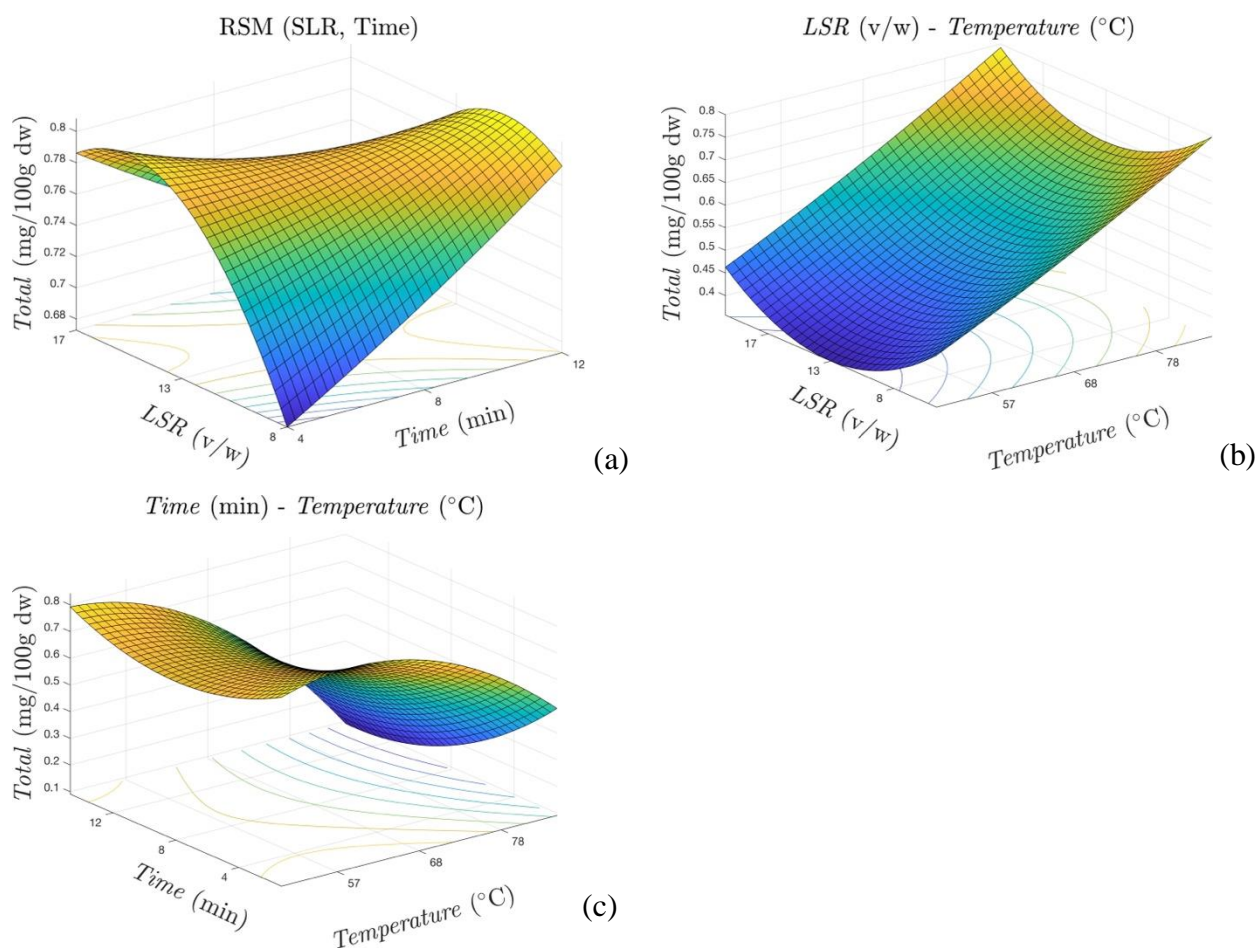 RSM (SLR, Time)
Total (mg/100g dw)
0.8
0.78
0.76
0.74
0.72
0.7
0.68
17
13
8
LSR (v/w)
4
8
12
Time (min)
(a)
LSR (v/w) - Temperature (°C)
Total (mg/100g dw)
0.8
0.75
0.7
0.65
0.6
0.55
0.5
0.45
0.4
17
13
8
LSR (v/w)
57
68
78
Temperature (°C)
(b)
Time (min) - Temperature (°C)
Total (mg/100g dw)
0.8
0.7
0.6
0.5
0.4
0.3
0.2
0.1
12
8
4
Time (min)
57
68
78
Temperature (°C)
(c)